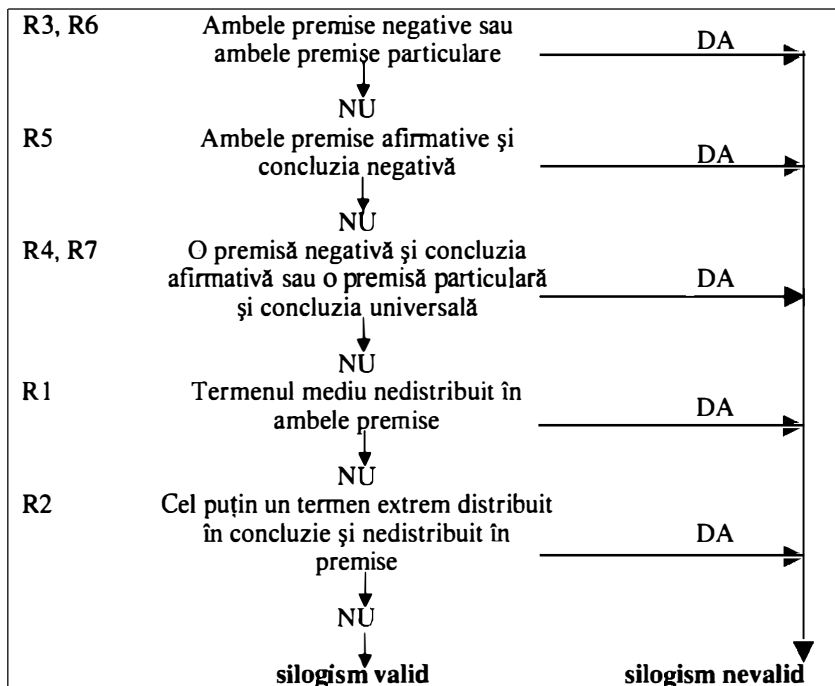 R3, R6 Ambele premise negative sau
ambele premise particulare DA
NU
R5 Ambele premise afirmative şi
concluzia negativă DA
NU
R4, R7 O premisă negativă şi concluzia
afirmativă sau o premisă particulară DA
şi concluzia universală
NU
R1 Termenul mediu nedistribuit în
ambele premise DA
NU
R2 Cel puţin un termen extrem distribuit
în concluzie şi nedistribuit în DA
premise
NU
silogism valid silogism nevalid